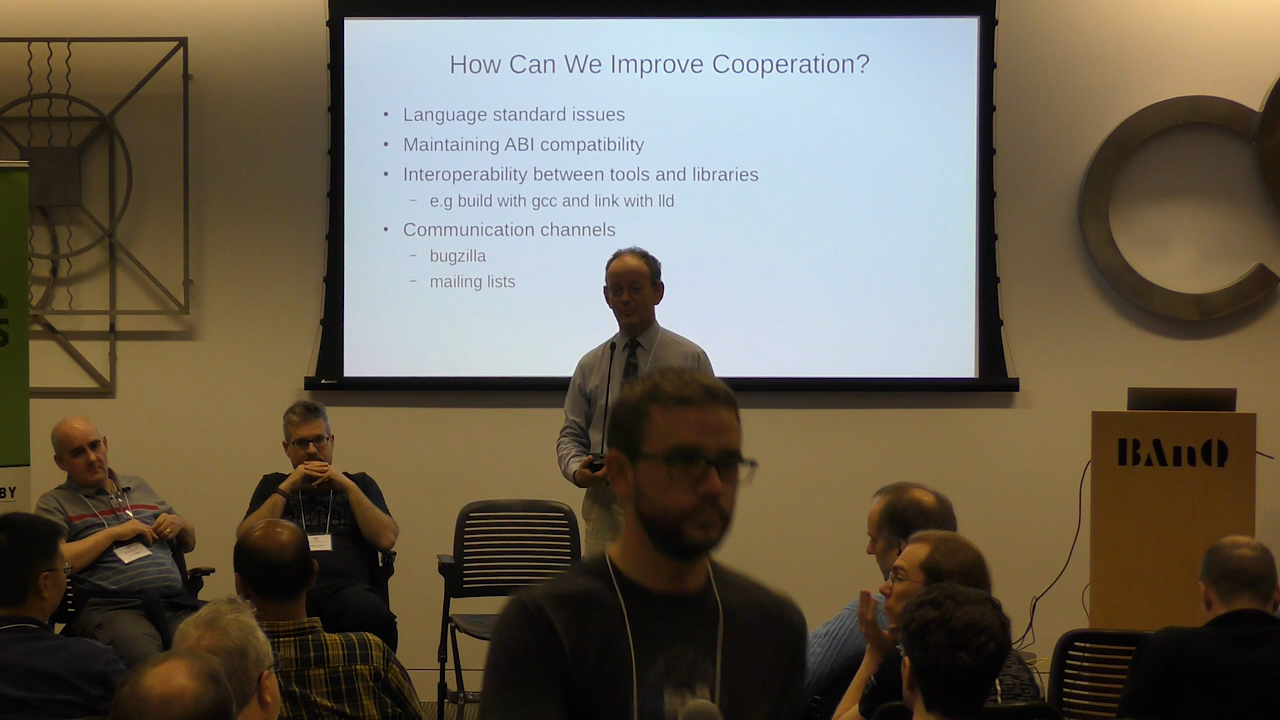 How Can We Improve Cooperation?
• Language standard issues
• Maintaining ABI compatibility
• Interoperability between tools and libraries
– e.g build with gcc and link with lld
• Communication channels
– bugzilla
– mailing lists
S
BY
BAnQ